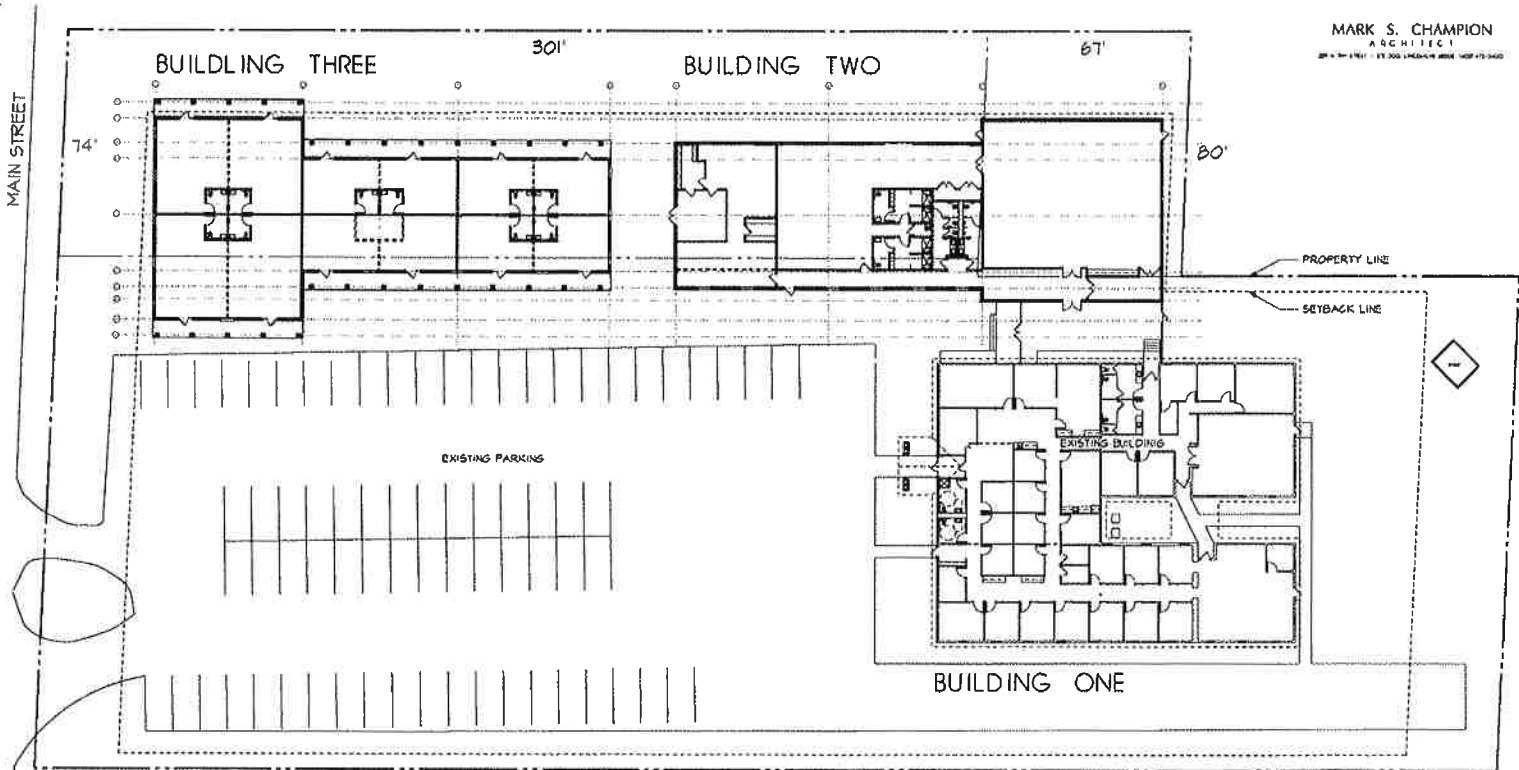 MARK S. CHAMPION
ARCHITECT
301'
67'
BUILDLING THREE
BUILDING TWO
MAIN STREET
74'
80'
PROPERTY LINE
SETBACK LINE
EXISTING BUILDING
EXISTING PARKING
BUILDING ONE